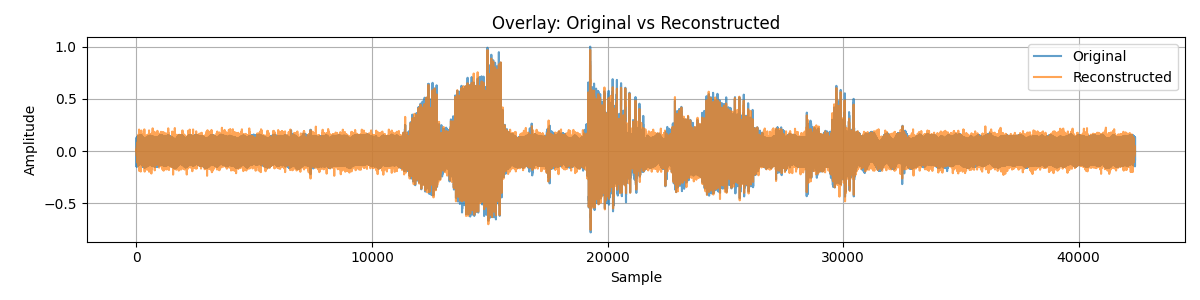 Overlay: Original vs Reconstructed
1.0
0.5
0.0
−0.5
Amplitude
Original
Reconstructed
0
10000
20000
30000
40000
Sample